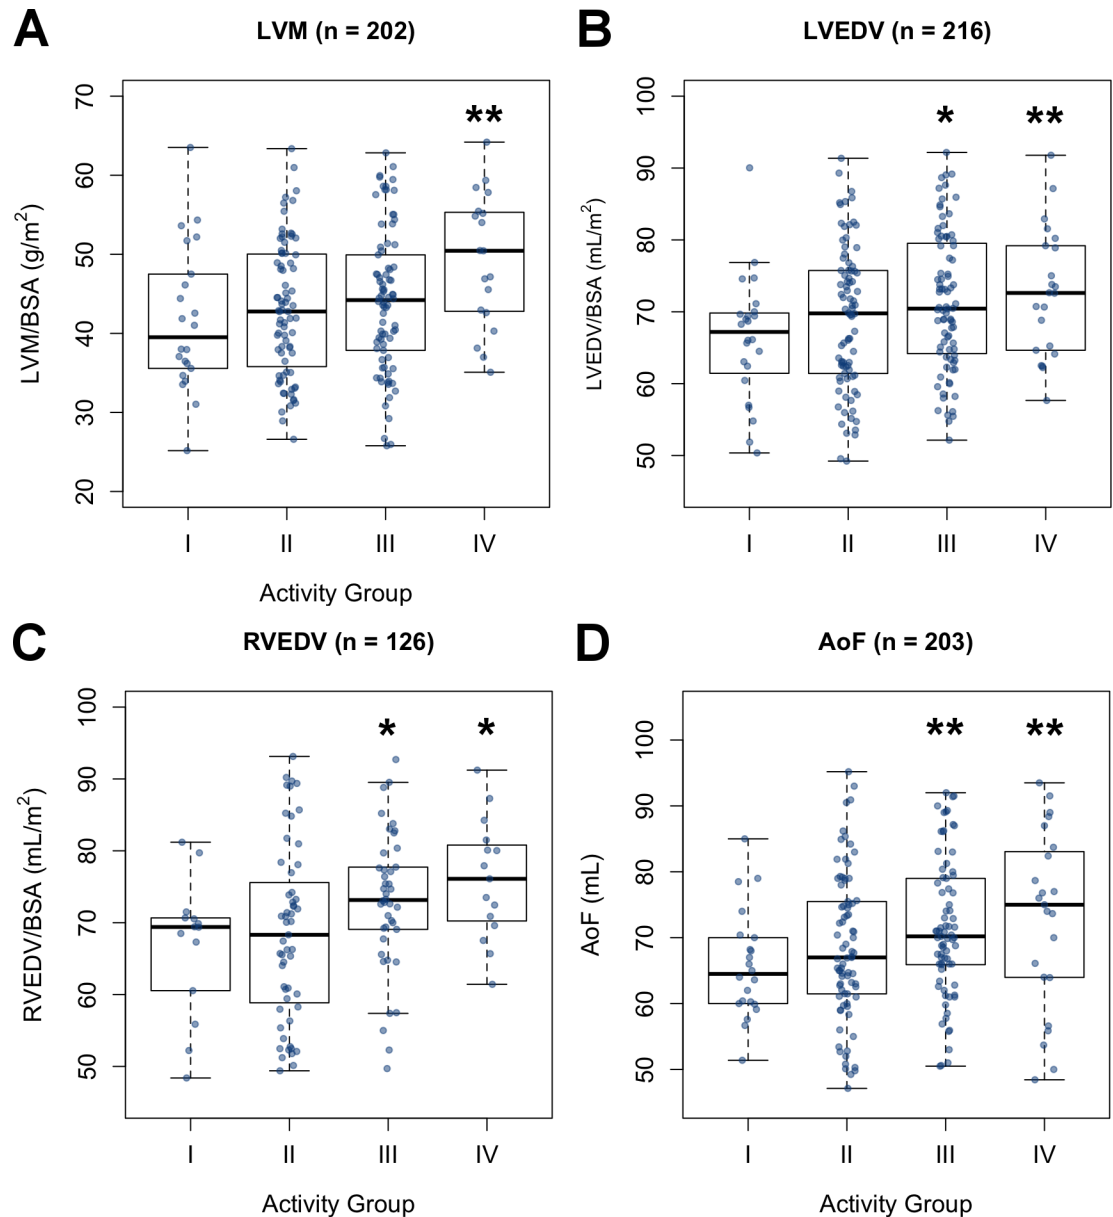 A
LVM (n = 202)
LVM/BSA (g/m²)
70
60
50
40
30
20
**
I II III IV
Activity Group
B
LVEDV (n = 216)
LVEDV/BSA (mL/m²)
100
90
80
70
60
50
* **
I II III IV
C
RVEDV (n = 126)
RVEDV/BSA (mL/m²)
100
90
80
70
60
50
* *
I II III IV
Activity Group
D
AoF (n = 203)
AoF (mL)
100
90
80
70
60
50
** **
I II III IV
Activity Group